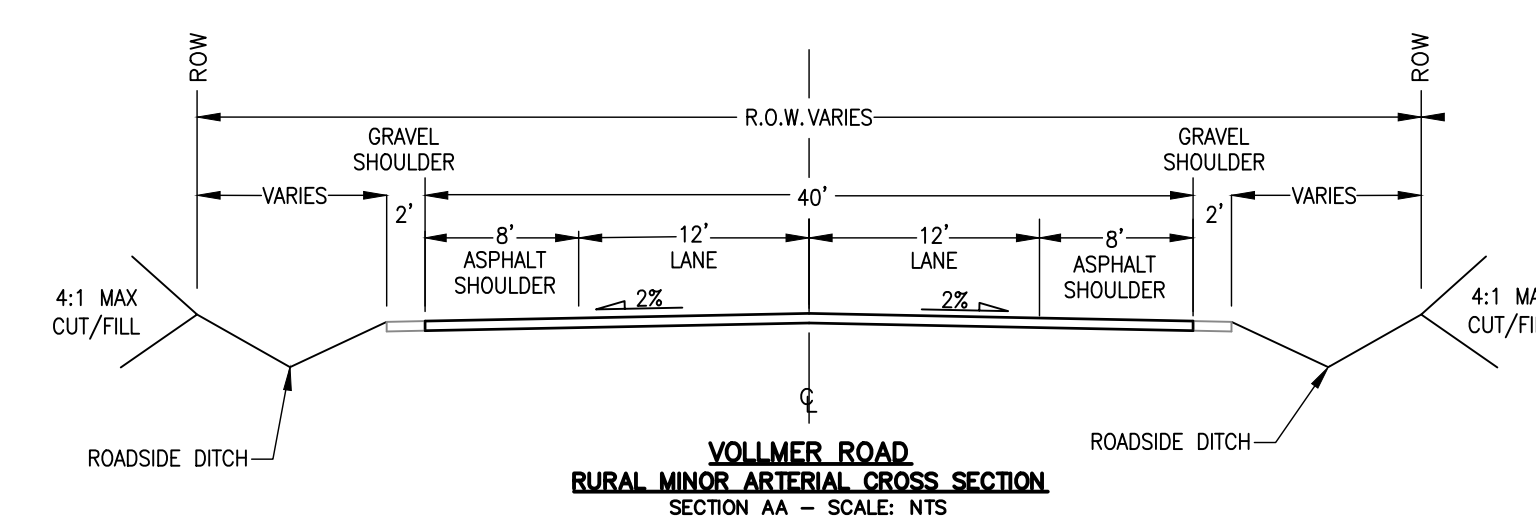 ROW
ROW
R.O.W. VARIES
GRAVEL
SHOULDER
GRAVEL
SHOULDER
VARIES
2'
40'
2'
VARIES
8'
ASPHALT
SHOULDER
12'
LANE
12'
LANE
8'
ASPHALT
SHOULDER
4:1 MAX
CUT/FILL
2%
2%
4:1
℄
ROADSIDE DITCH
ROADSIDE DITCH
VOLLMER ROAD
RURAL MINOR ARTERIAL CROSS SECTION
SECTION AA – SCALE: NTS